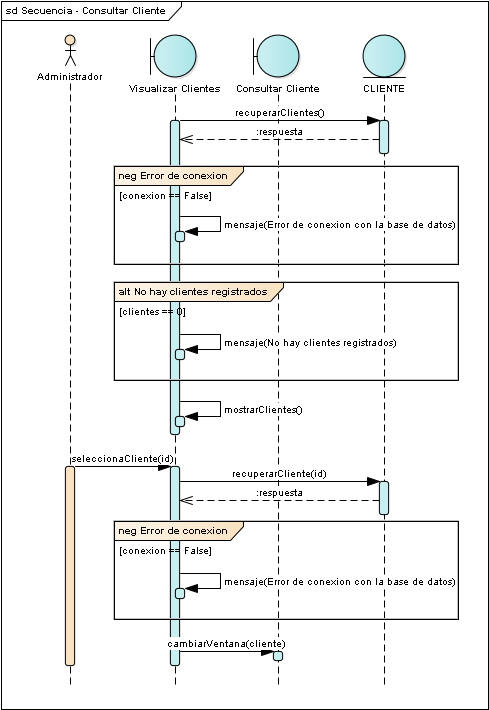 sd Secuencia - Consultar Cliente
Administrador
Visualizar Clientes
Consultar Cliente
CLIENTE
recuperarClientes()
:respuesta
neg Error de conexion
[conexion == False]
mensaje(Error de conexion con la base de datos)
alt No hay clientes registrados
[clientes == 0]
mensaje(No hay clientes registrados)
mostrarClientes()
seleccionaCliente(id)
recuperarCliente(id)
:respuesta
neg Error de conexion
[conexion == False]
mensaje(Error de conexion con la base de datos)
cambiarVentana(cliente)